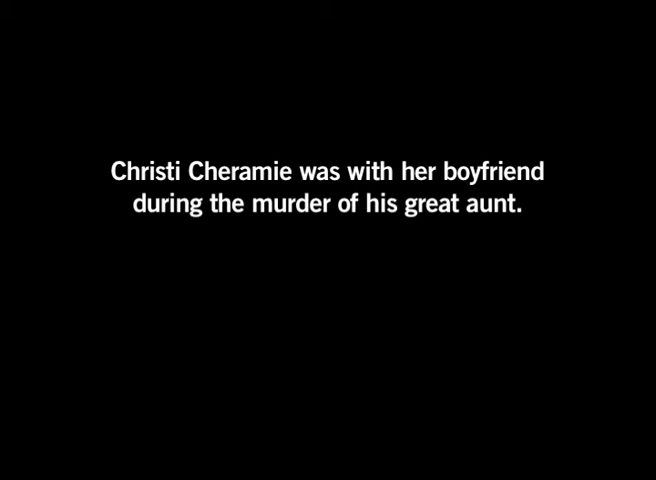 Christi Cheramie was with her boyfriend
during the murder of his great aunt.